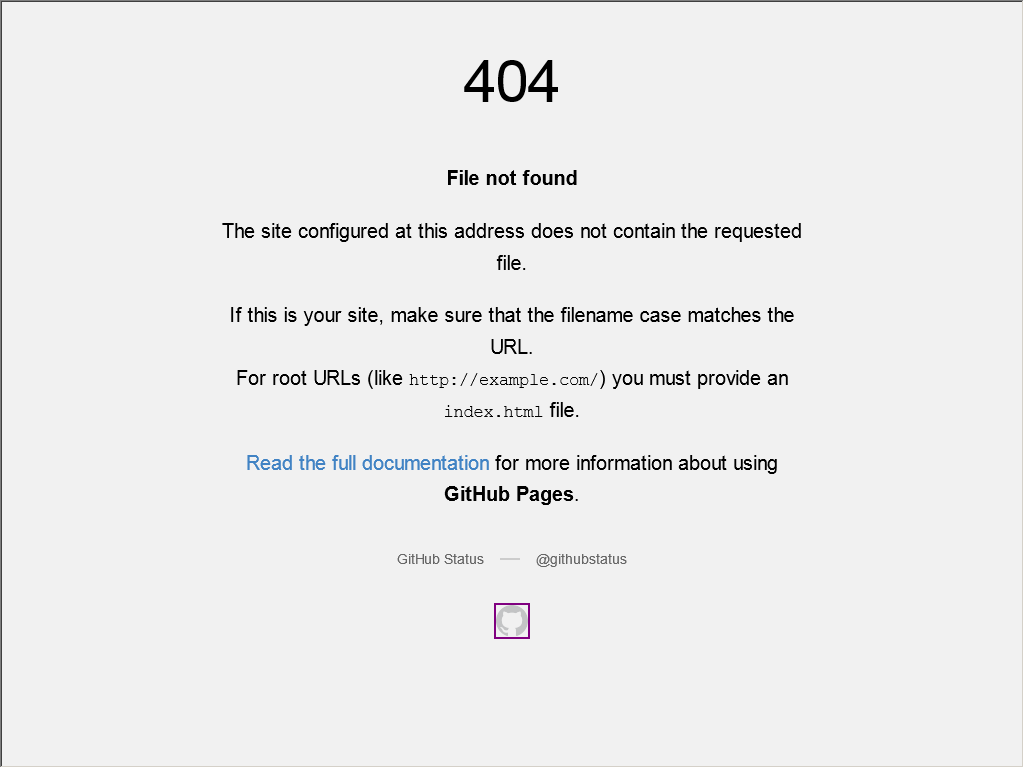 404
File not found
The site configured at this address does not contain the requested
file.
If this is your site, make sure that the filename case matches the
URL.
For root URLs (like http://example.com/) you must provide an
index.html file.
Read the full documentation for more information about using
GitHub Pages.
GitHub Status — @githubstatus